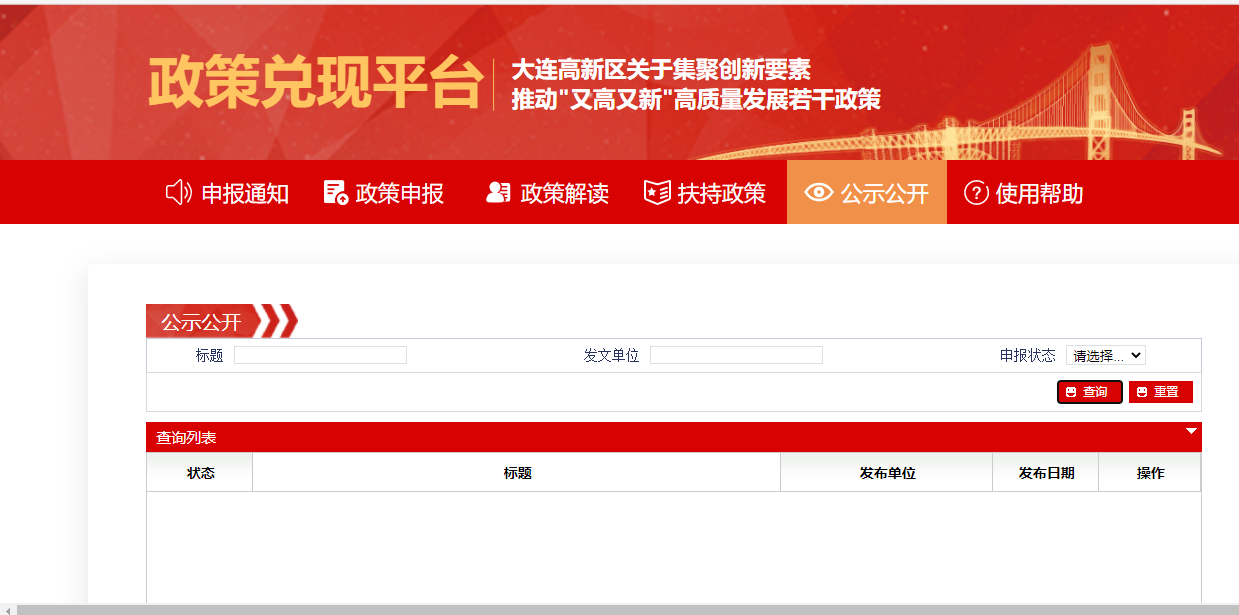 政策兑现平台
大连高新区关于集聚创新要素
推动"又高又新"高质量发展若干政策
申报通知 政策申报 政策解读 扶持政策 公示公开 使用帮助
公示公开
标题 发文单位 申报状态 请选择...
查询 重置
查询列表
状态 标题 发布单位 发布日期 操作